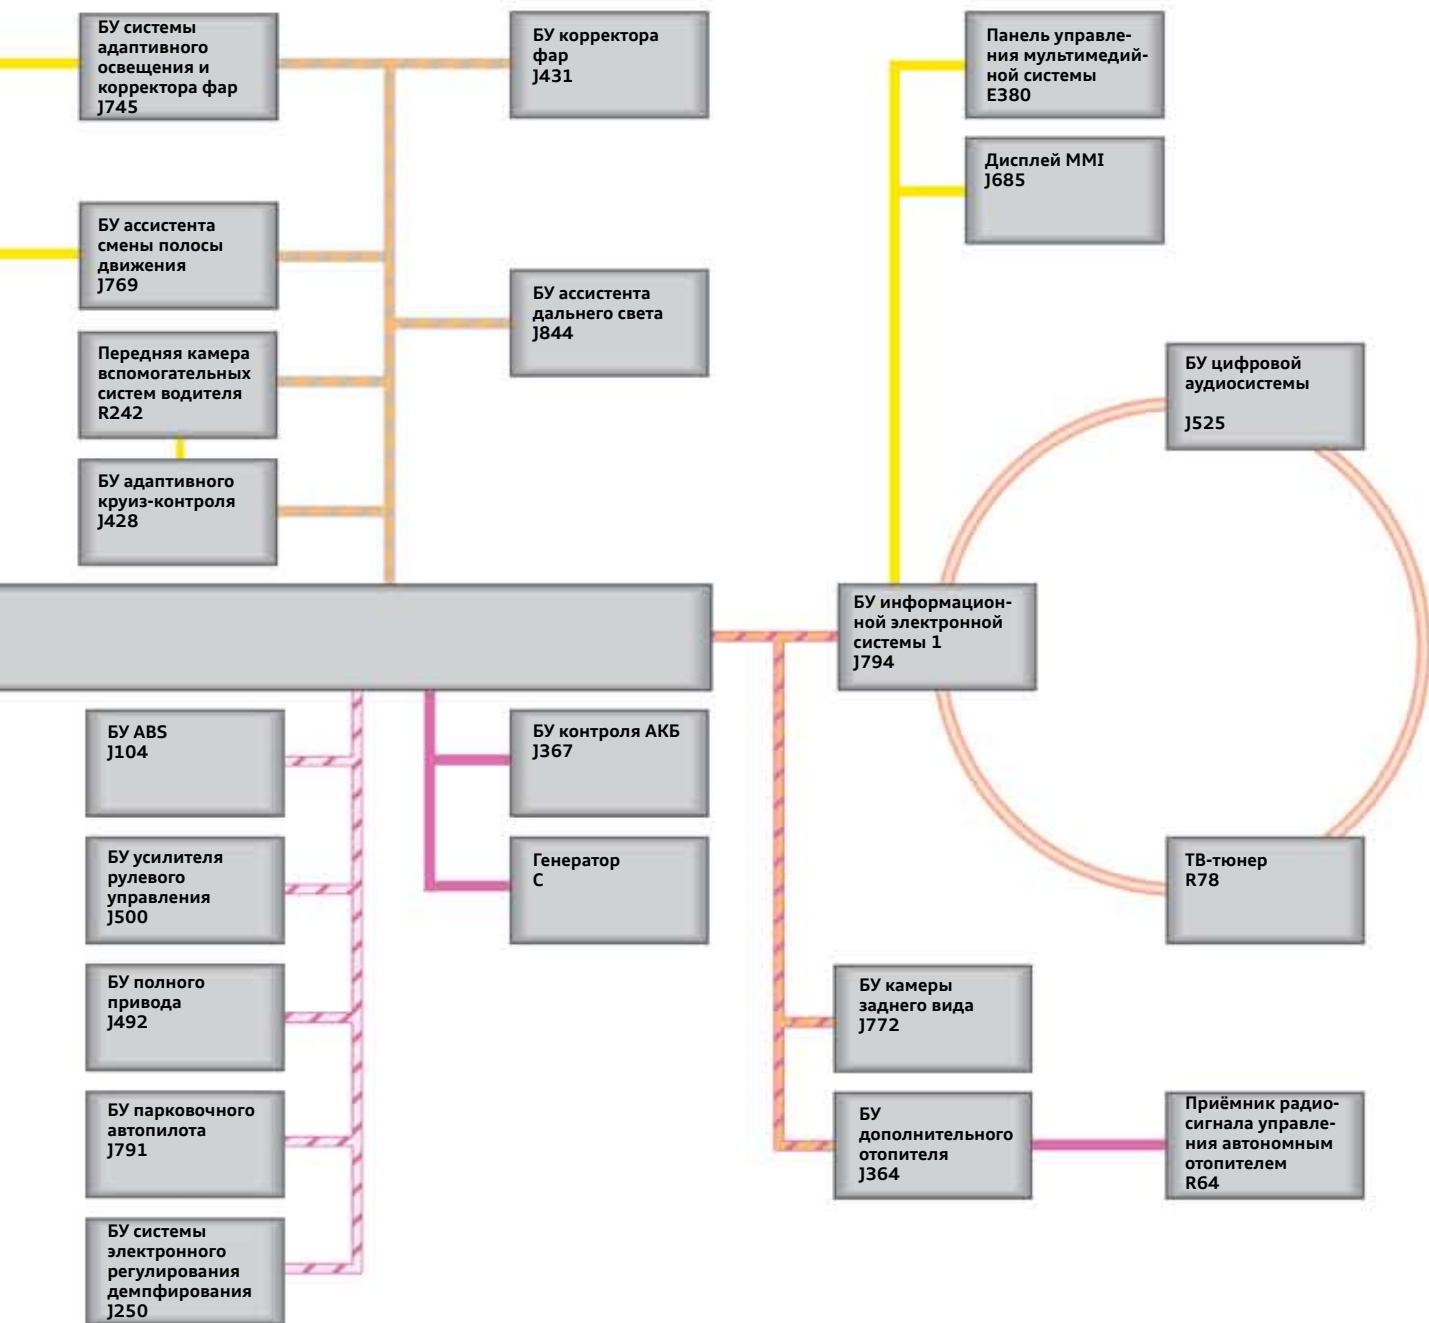 БУ системы
адаптивного
освещения и
корректора фар
J745
БУ корректора
фар
J431
Панель управле-
ния мультимедий-
ной системы
E380
Дисплей MMI
J685
БУ ассистента
смены полосы
движения
J769
БУ ассистента
дальнего света
J844
Передняя камера
вспомогательных
систем водителя
R242
БУ цифровой
аудиосистемы
J525
БУ адаптивного
круиз-контроля
J428
БУ информацион-
ной электронной
системы 1
J794
БУ ABS
J104
БУ контроля АКБ
J367
БУ усилителя
рулевого
управления
J500
Генератор
C
ТВ-тюнер
R78
БУ полного
привода
J492
БУ камеры
заднего вида
J772
БУ парковочного
автопилота
J791
БУ
дополнительного
отопителя
J364
Приёмник радио-
сигнала управле-
ния автономным
отопителем
R64
БУ системы
электронного
регулирования
демпфирования
J250